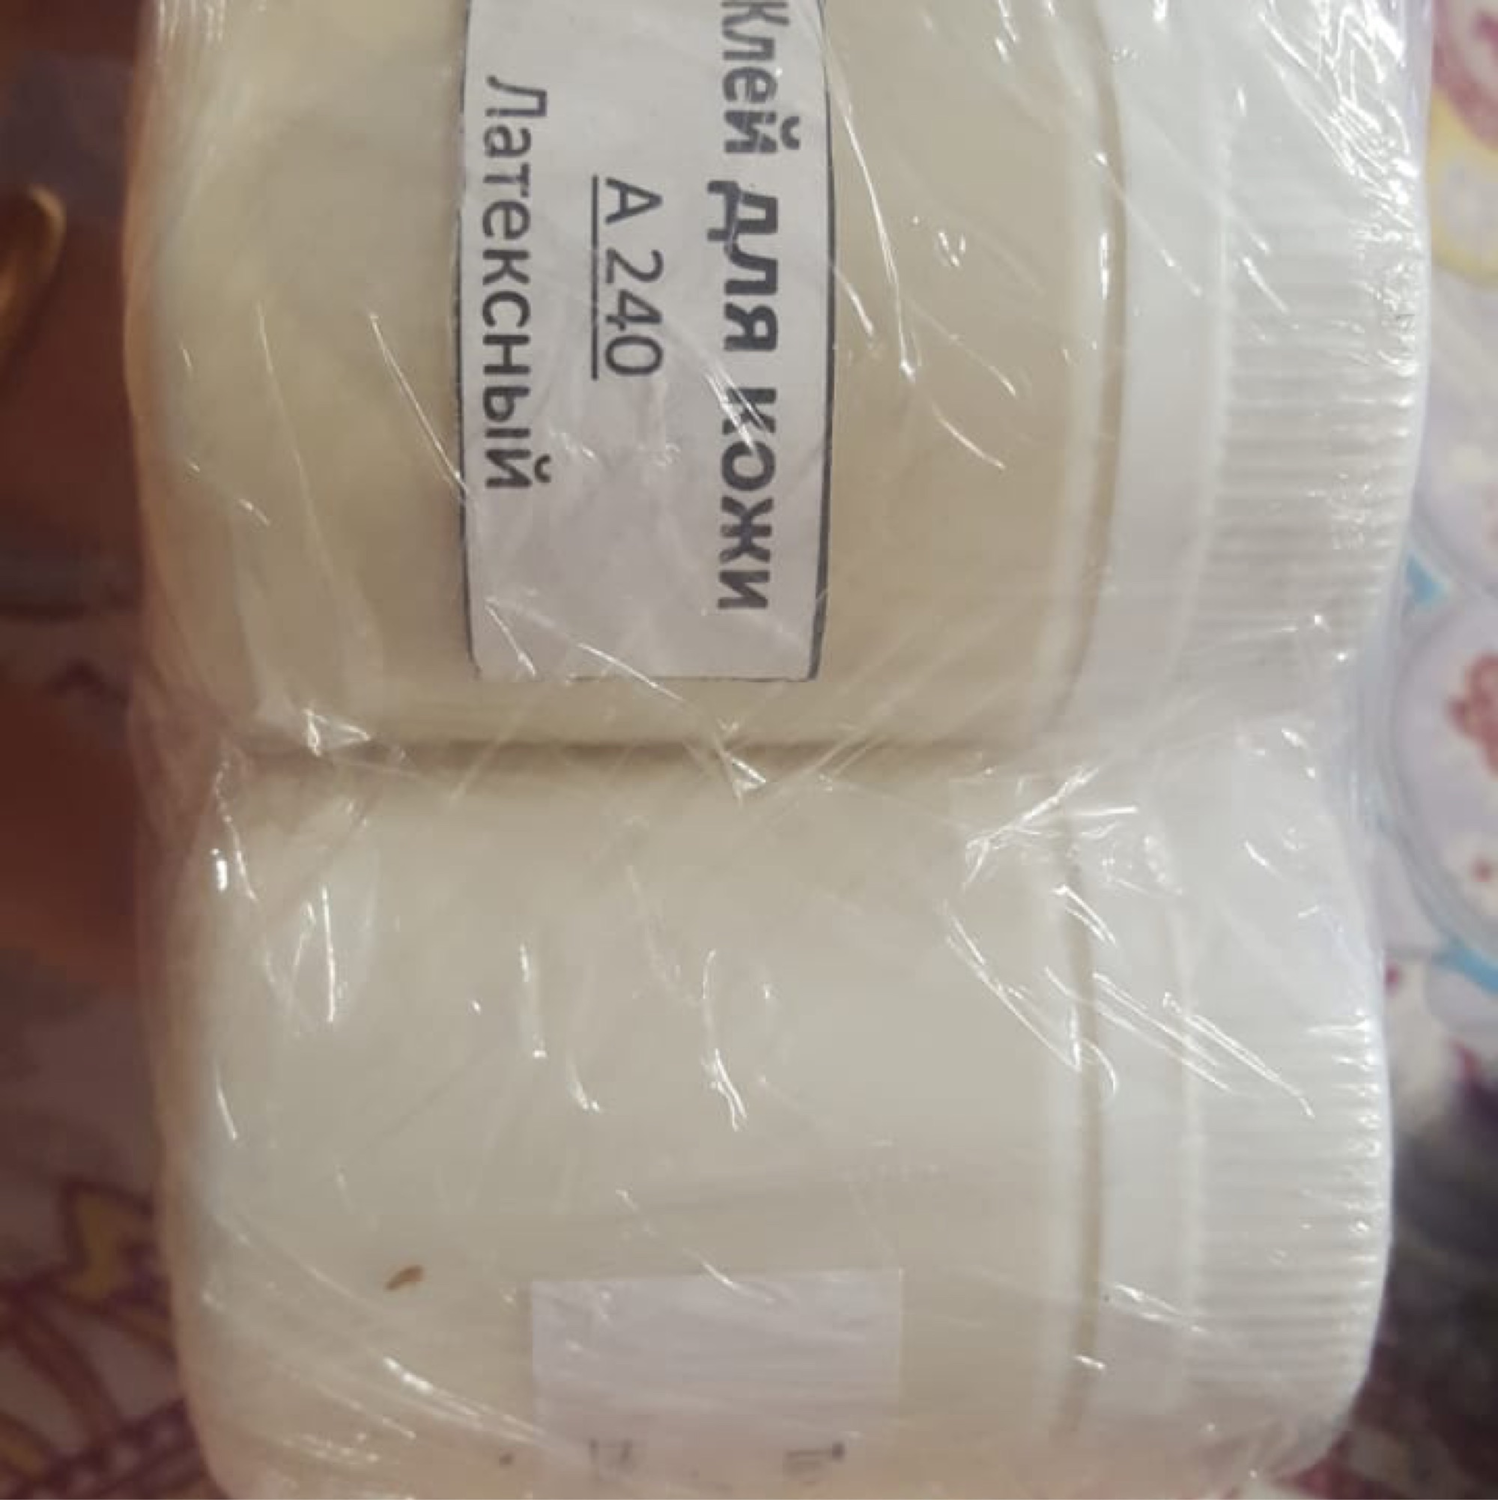 Клей для кожи
А 240
Латексный